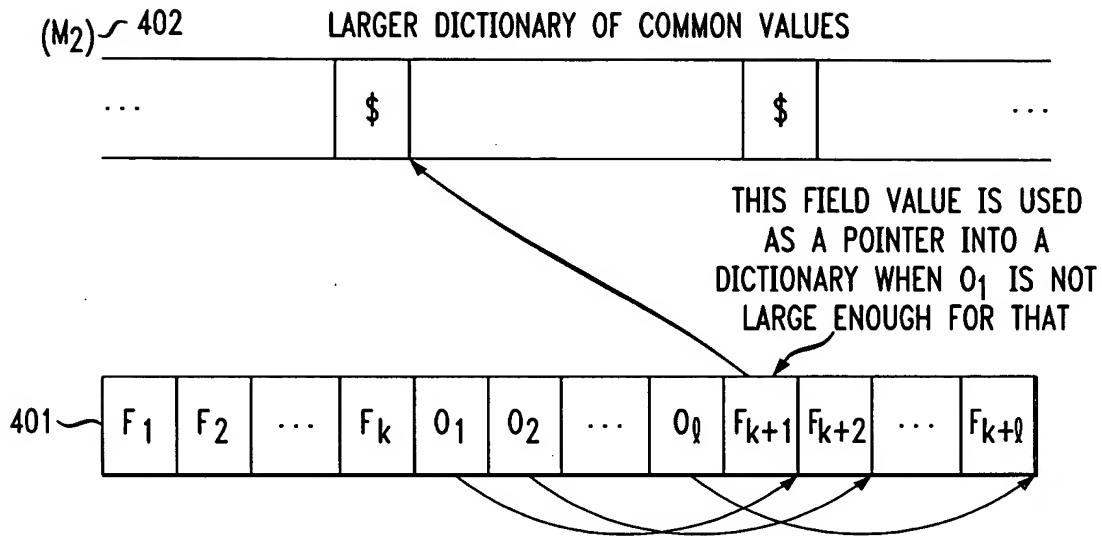 (M2) 402 LARGER DICTIONARY OF COMMON VALUES
... $ $ ...
THIS FIELD VALUE IS USED
AS A POINTER INTO A
DICTIONARY WHEN O1 IS NOT
LARGE ENOUGH FOR THAT
401 F1 F2 ... Fk O1 O2 ... Oℓ Fk+1 Fk+2 ... Fk+ℓ